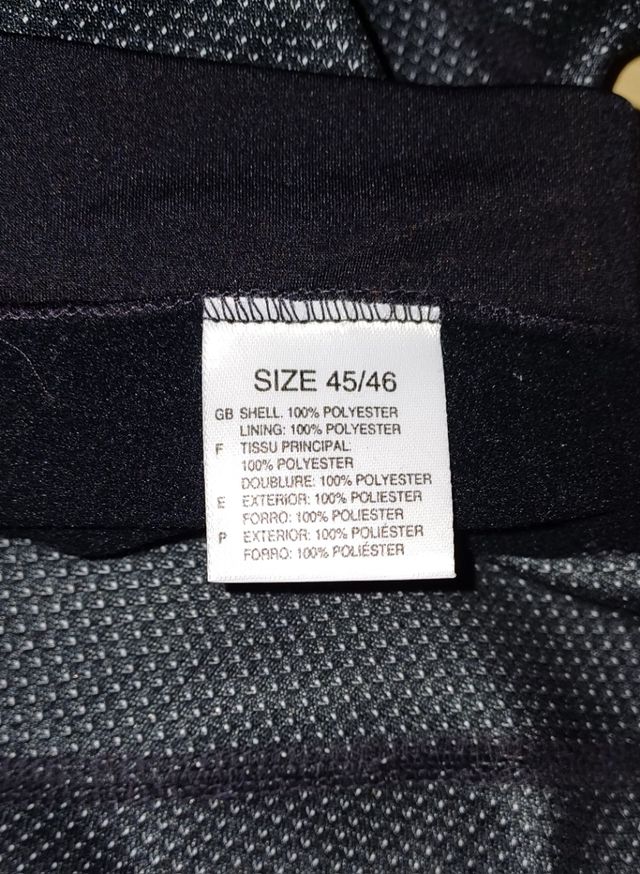 SIZE 45/46
GB SHELL: 100% POLYESTER
LINING: 100% POLYESTER
F TISSU PRINCIPAL:
100% POLYESTER
DOUBLURE: 100% POLYESTER
E EXTERIOR: 100% POLIESTER
FORRO: 100% POLIESTER
P EXTERIOR: 100% POLIÉSTER
FORRO: 100% POLIÉSTER